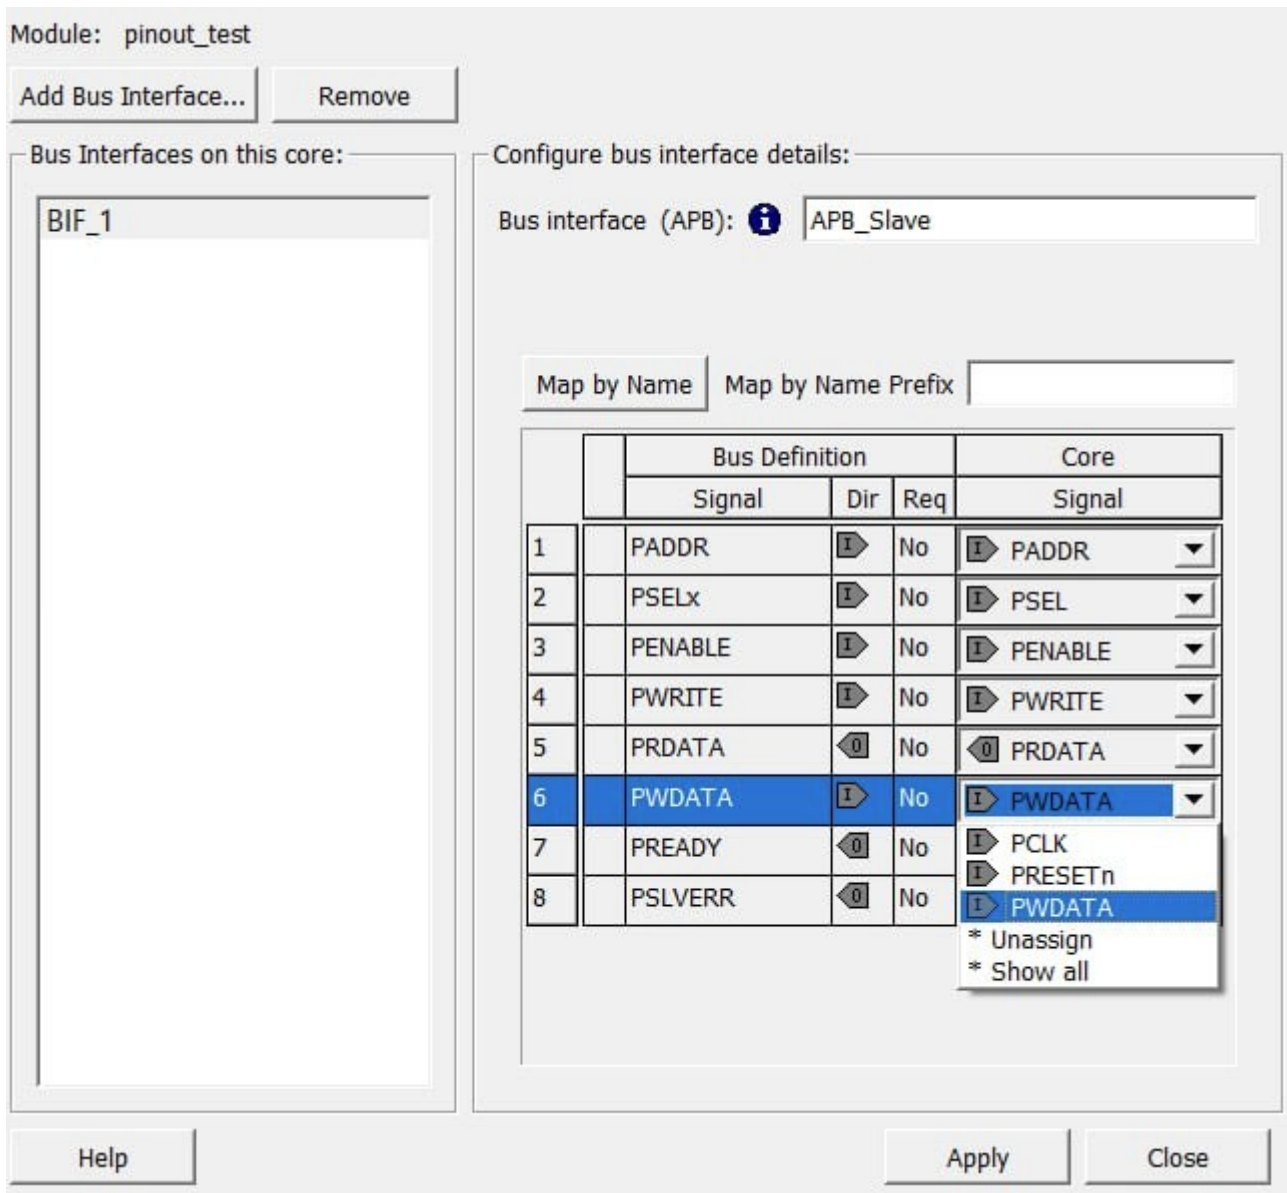 Module: pinout_test
Add Bus Interface... Remove
Bus Interfaces on this core:
BIF_1
Configure bus interface details:
Bus interface (APB): i APB_Slave
Map by Name Map by Name Prefix
Bus Definition Core
Signal Dir Req Signal
1 PADDR I No I PADDR
2 PSELx I No I PSEL
3 PENABLE I No I PENABLE
4 PWRITE I No I PWRITE
5 PRDATA O No O PRDATA
6 PWDATA I No I PWDATA
7 PREADY O No
8 PSLVERR O No
I PCLK
I PRESETn
I PWDATA
* Unassign
* Show all
Help Apply Close